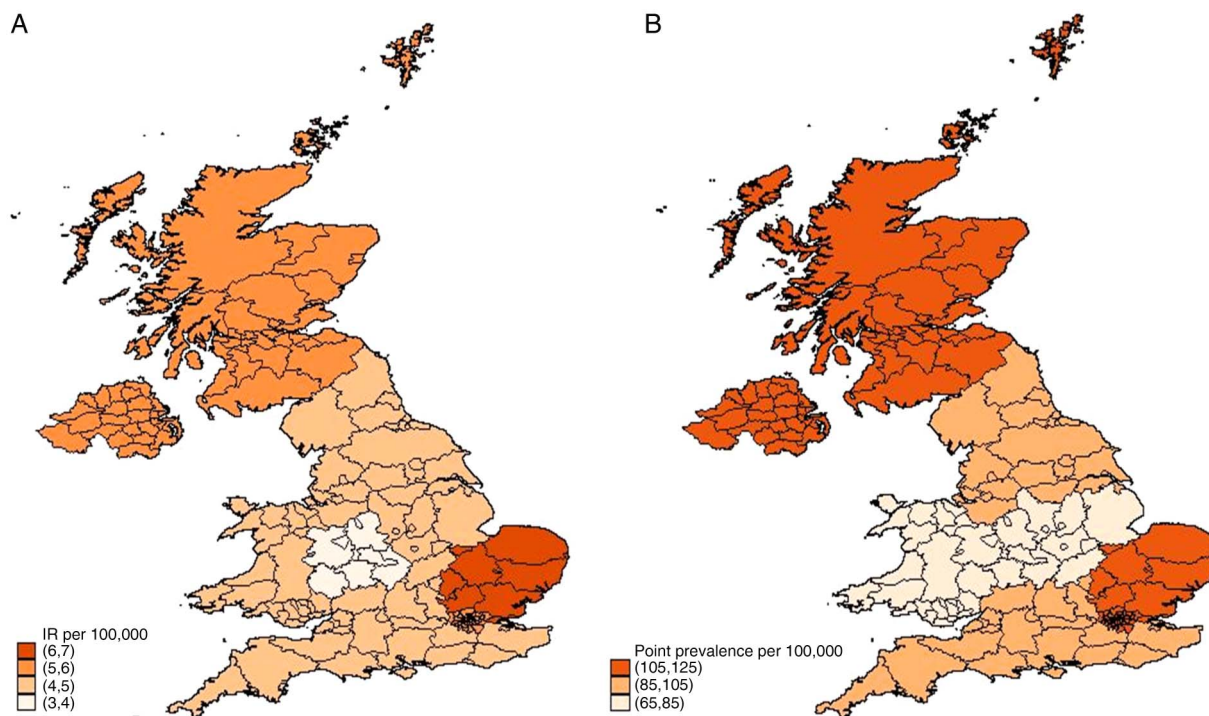 A
B
IR per 100,000
(6,7)
(5,6)
(4,5)
(3,4)
Point prevalence per 100,000
(105,125)
(85,105)
(65,85)